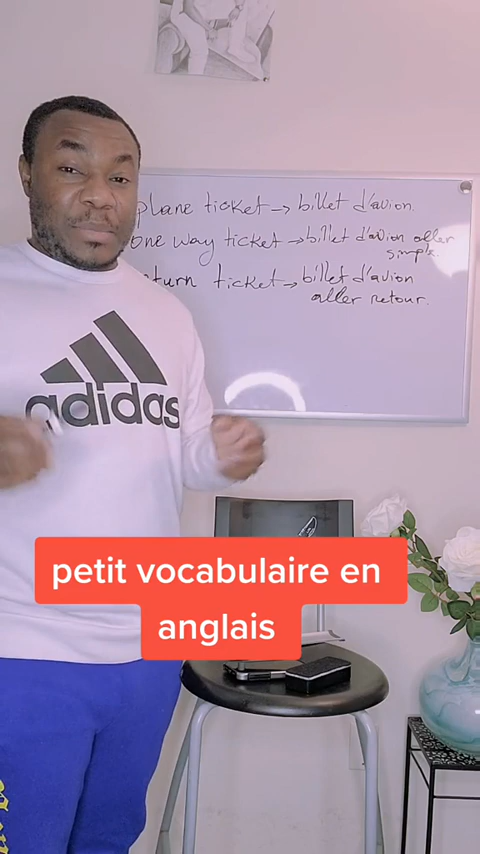 plane ticket → billet d'avion.
one way ticket → billet d'avion aller
simple.
turn ticket → billet d'avion
aller retour.
adidas
petit vocabulaire en
anglais